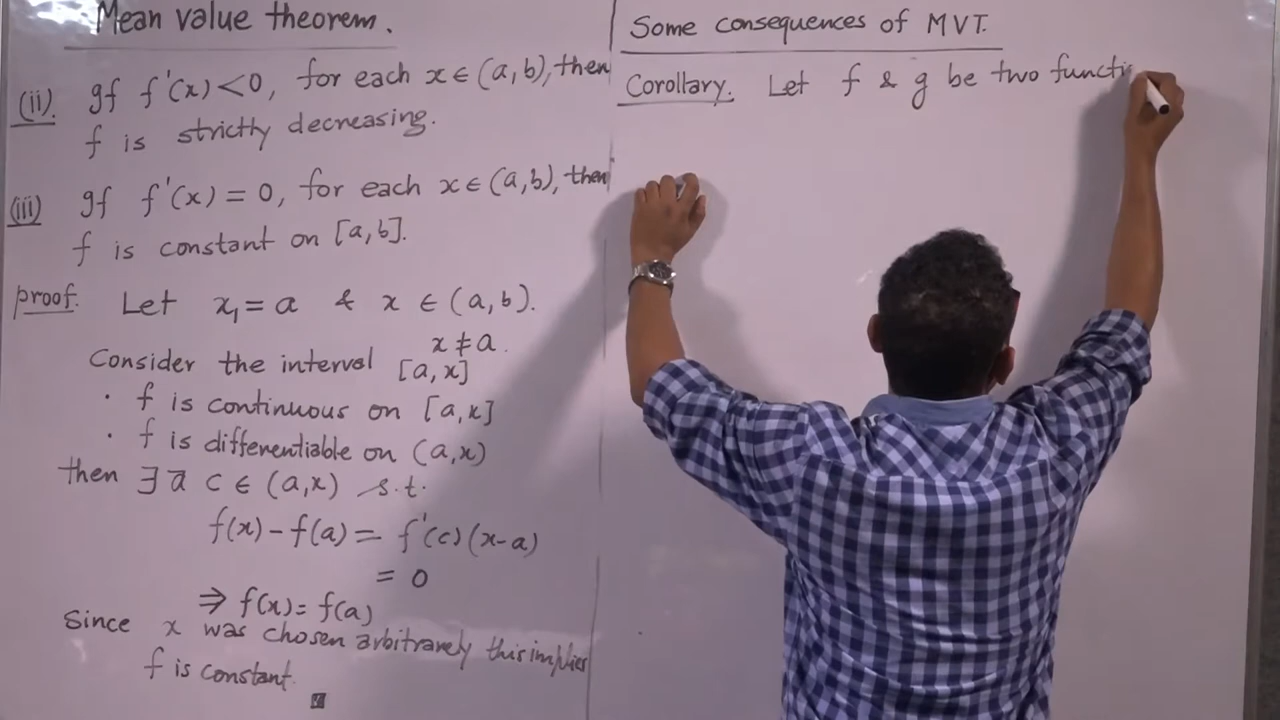 Mean value theorem.
(ii). If f'(x) < 0, for each x ∈ (a, b), then
f is strictly decreasing.
(iii) If f'(x) = 0, for each x ∈ (a, b), then
f is constant on [a, b].
proof. Let x₁ = a & x ∈ (a, b).
x ≠ a.
Consider the interval [a, x]
· f is continuous on [a, x]
· f is differentiable on (a, x)
then ∃ a c ∈ (a, x) s.t.
f(x) - f(a) = f'(c) (x-a)
= 0
⇒ f(x) = f(a)
Since x was chosen arbitrarely this implies
f is constant.
Some consequences of MVT.
Corollary. Let f & g be two functi